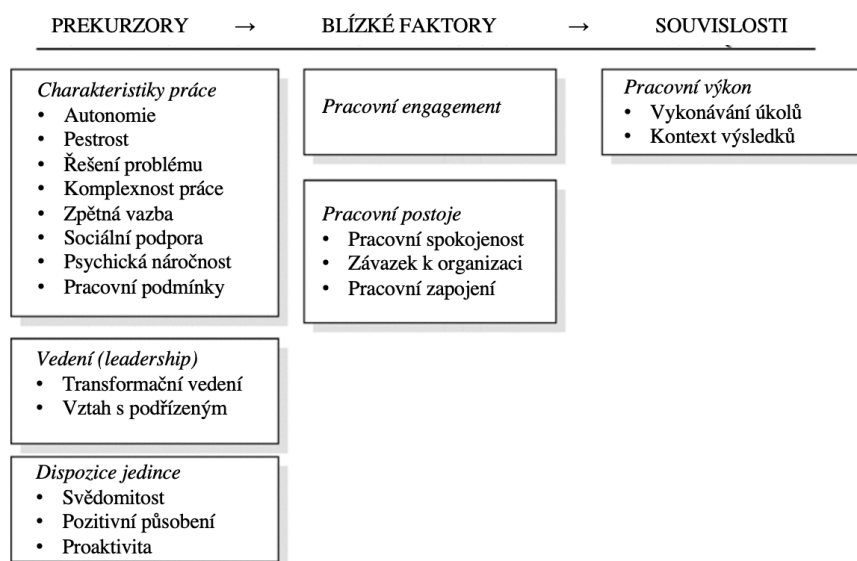 PREKURZORY → BLÍZKÉ FAKTORY → SOUVISLOSTI
Charakteristiky práce
• Autonomie
• Pestrost
• Řešení problému
• Komplexnost práce
• Zpětná vazba
• Sociální podpora
• Psychická náročnost
• Pracovní podmínky
Vedení (leadership)
• Transformační vedení
• Vztah s podřízeným
Dispozice jedince
• Svědomitost
• Pozitivní působení
• Proaktivita
Pracovní engagement
Pracovní postoje
• Pracovní spokojenost
• Závazek k organizaci
• Pracovní zapojení
Pracovní výkon
• Vykonávání úkolů
• Kontext výsledků